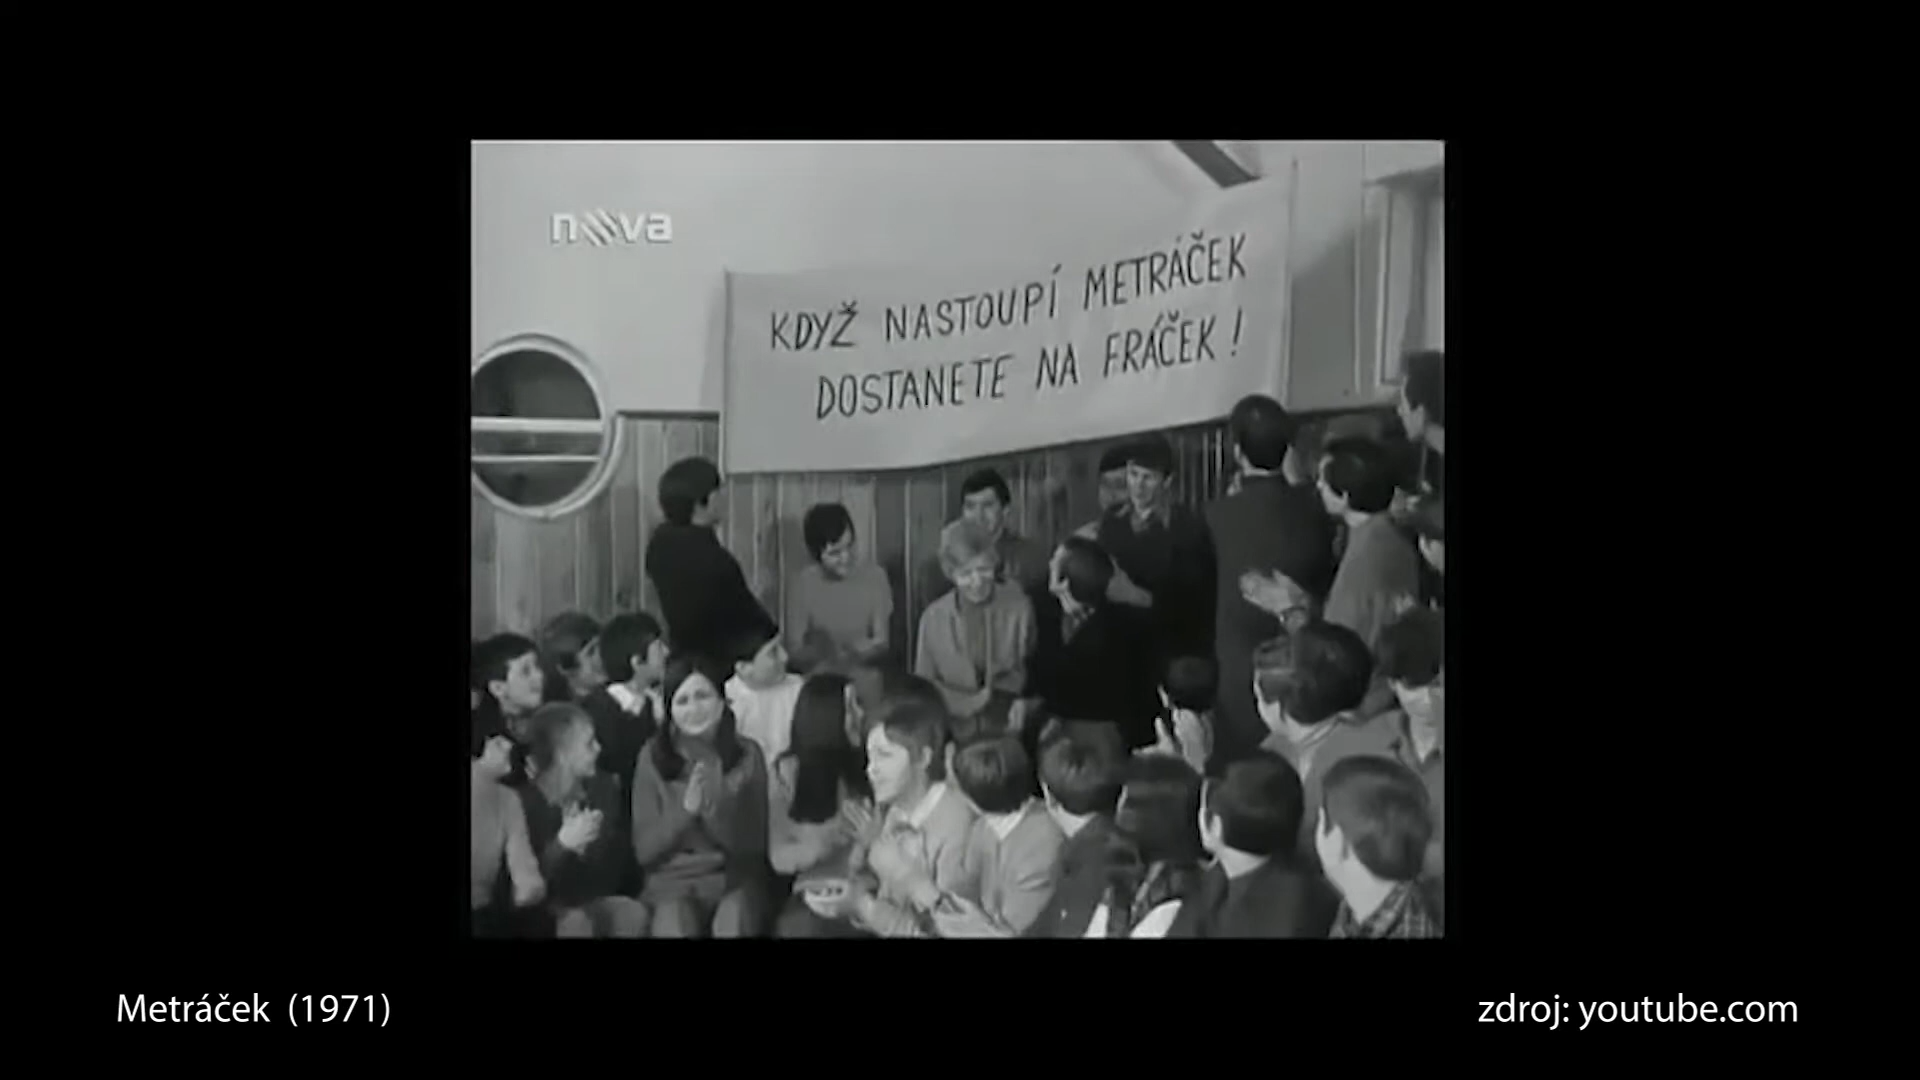 nova
KDYŽ NASTOUPÍ METRÁČEK
DOSTANETE NA FRÁČEK!
Metráček (1971)
zdroj: youtube.com